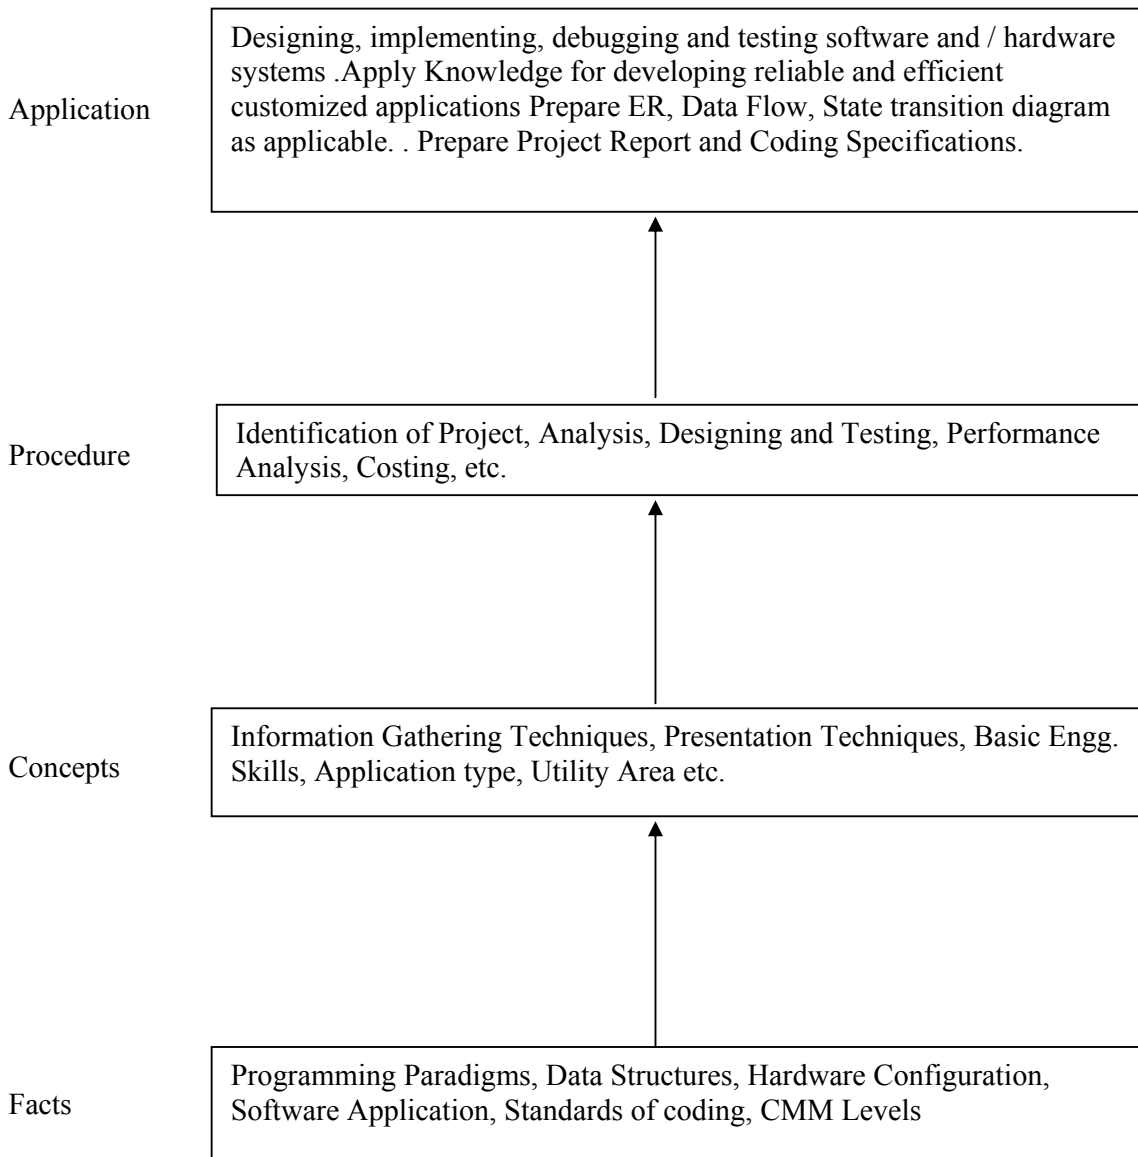 Application
Designing, implementing, debugging and testing software and / hardware
systems .Apply Knowledge for developing reliable and efficient
customized applications Prepare ER, Data Flow, State transition diagram
as applicable. . Prepare Project Report and Coding Specifications.
Procedure
Identification of Project, Analysis, Designing and Testing, Performance
Analysis, Costing, etc.
Concepts
Information Gathering Techniques, Presentation Techniques, Basic Engg.
Skills, Application type, Utility Area etc.
Facts
Programming Paradigms, Data Structures, Hardware Configuration,
Software Application, Standards of coding, CMM Levels